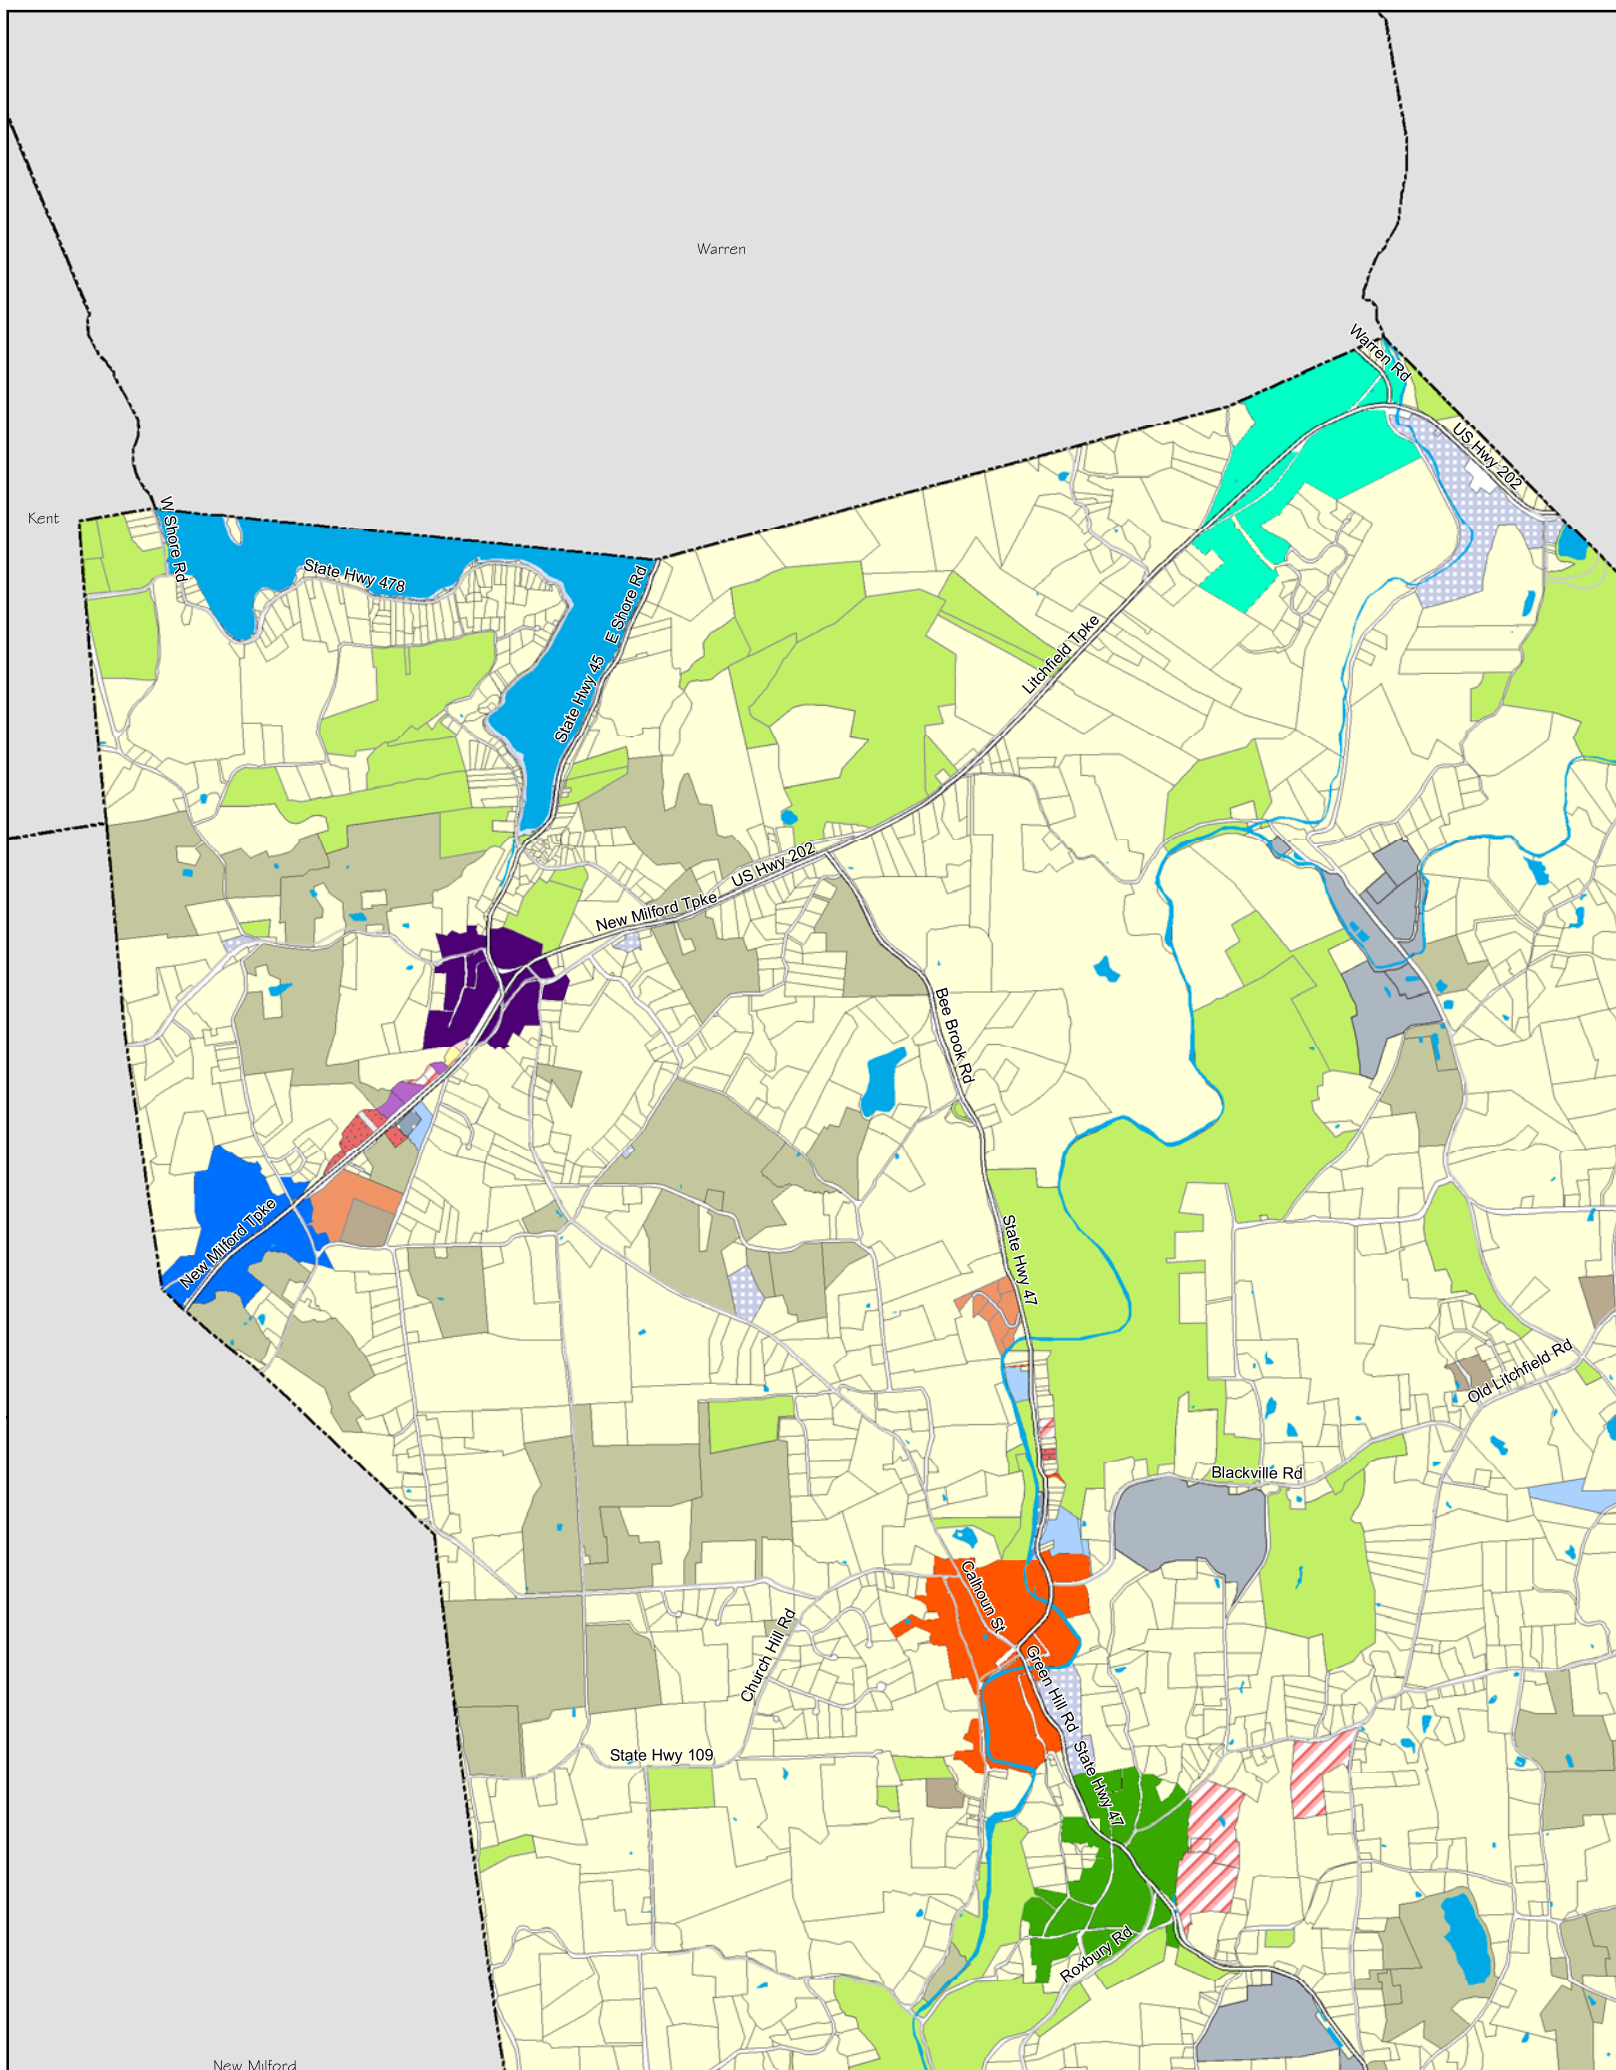 Warren
Warren Rd
US Hwy 202
Kent
W Shore Rd
State Hwy 478
E Shore Rd
State Hwy 45
Litchfield Tpke
US Hwy 202
New Milford Tpke
Bee Brook Rd
New Milford Tpke
State Hwy 47
Old Litchfield Rd
Blackville Rd
Calhoun St
Church Hill Rd
Green Hill Rd
State Hwy 109
State Hwy 47
Roxbury Rd
New Milford